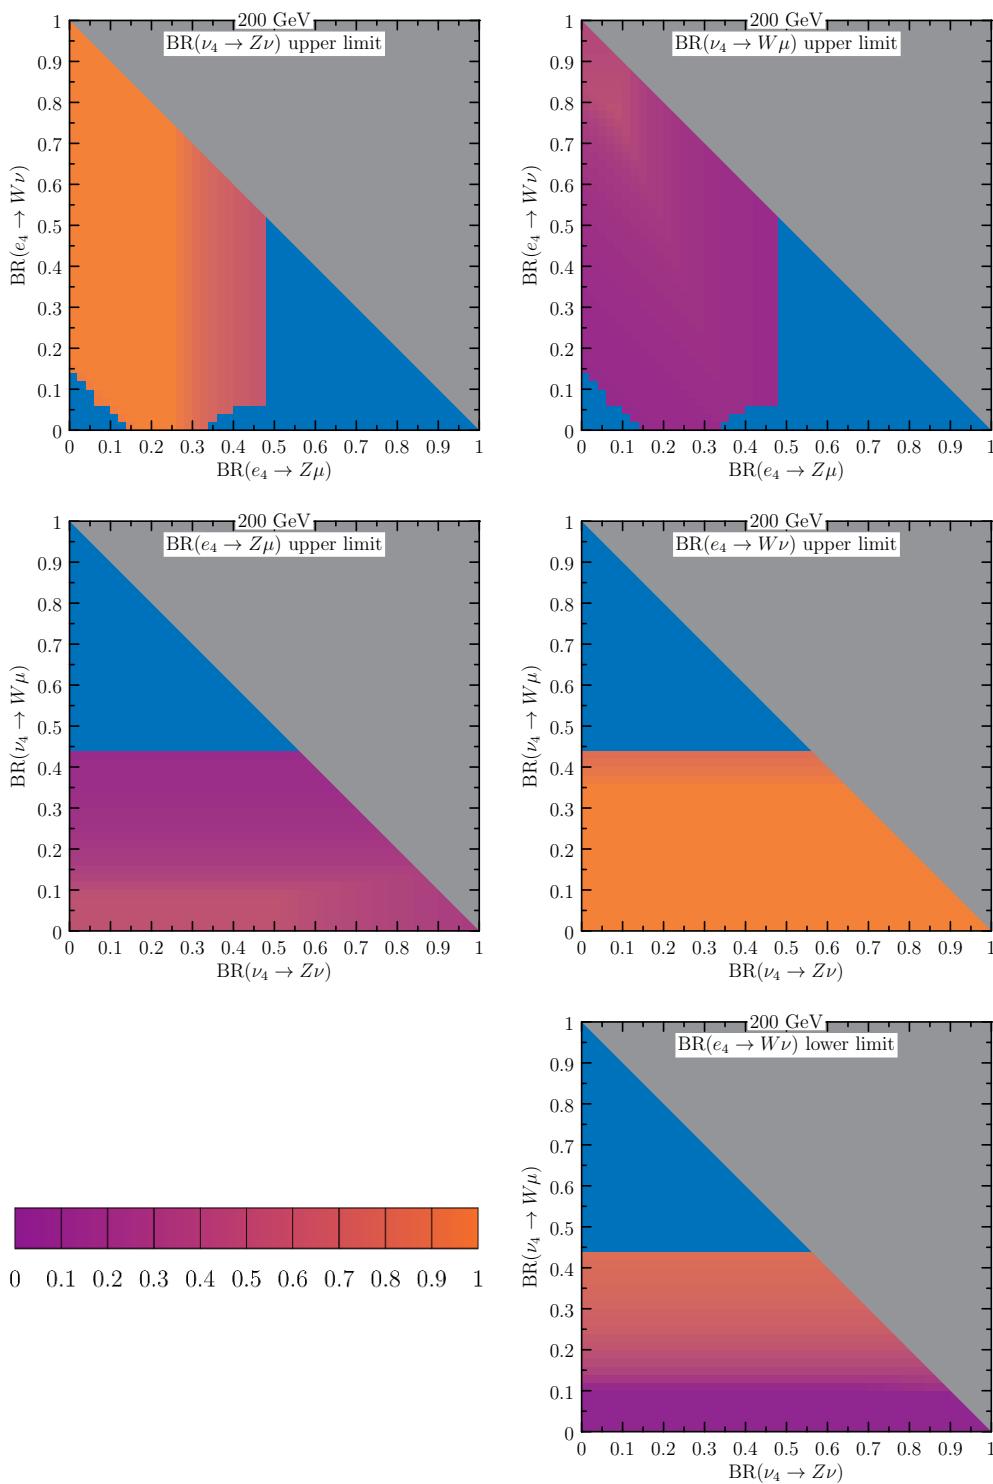 200 GeV
BR(ν₄ → Zν) upper limit
1
0.9
0.8
0.7
0.6
0.5
0.4
0.3
0.2
0.1
0
BR(e₄ → Wν)
0 0.1 0.2 0.3 0.4 0.5 0.6 0.7 0.8 0.9 1
BR(e₄ → Zμ)
200 GeV
BR(ν₄ → Wμ) upper limit
1
0.9
0.8
0.7
0.6
0.5
0.4
0.3
0.2
0.1
0
BR(e₄ → Wν)
0 0.1 0.2 0.3 0.4 0.5 0.6 0.7 0.8 0.9 1
BR(e₄ → Zμ)
200 GeV
BR(e₄ → Zμ) upper limit
1
0.9
0.8
0.7
0.6
0.5
0.4
0.3
0.2
0.1
0
BR(ν₄ → Wμ)
0 0.1 0.2 0.3 0.4 0.5 0.6 0.7 0.8 0.9 1
BR(ν₄ → Zν)
200 GeV
BR(e₄ → Wν) upper limit
1
0.9
0.8
0.7
0.6
0.5
0.4
0.3
0.2
0.1
0
BR(ν₄ → Wμ)
0 0.1 0.2 0.3 0.4 0.5 0.6 0.7 0.8 0.9 1
BR(ν₄ → Zν)
0 0.1 0.2 0.3 0.4 0.5 0.6 0.7 0.8 0.9 1
200 GeV
BR(e₄ → Wν) lower limit
1
0.9
0.8
0.7
0.6
0.5
0.4
0.3
0.2
0.1
0
BR(ν₄ → Wμ)
0 0.1 0.2 0.3 0.4 0.5 0.6 0.7 0.8 0.9 1
BR(ν₄ → Zν)